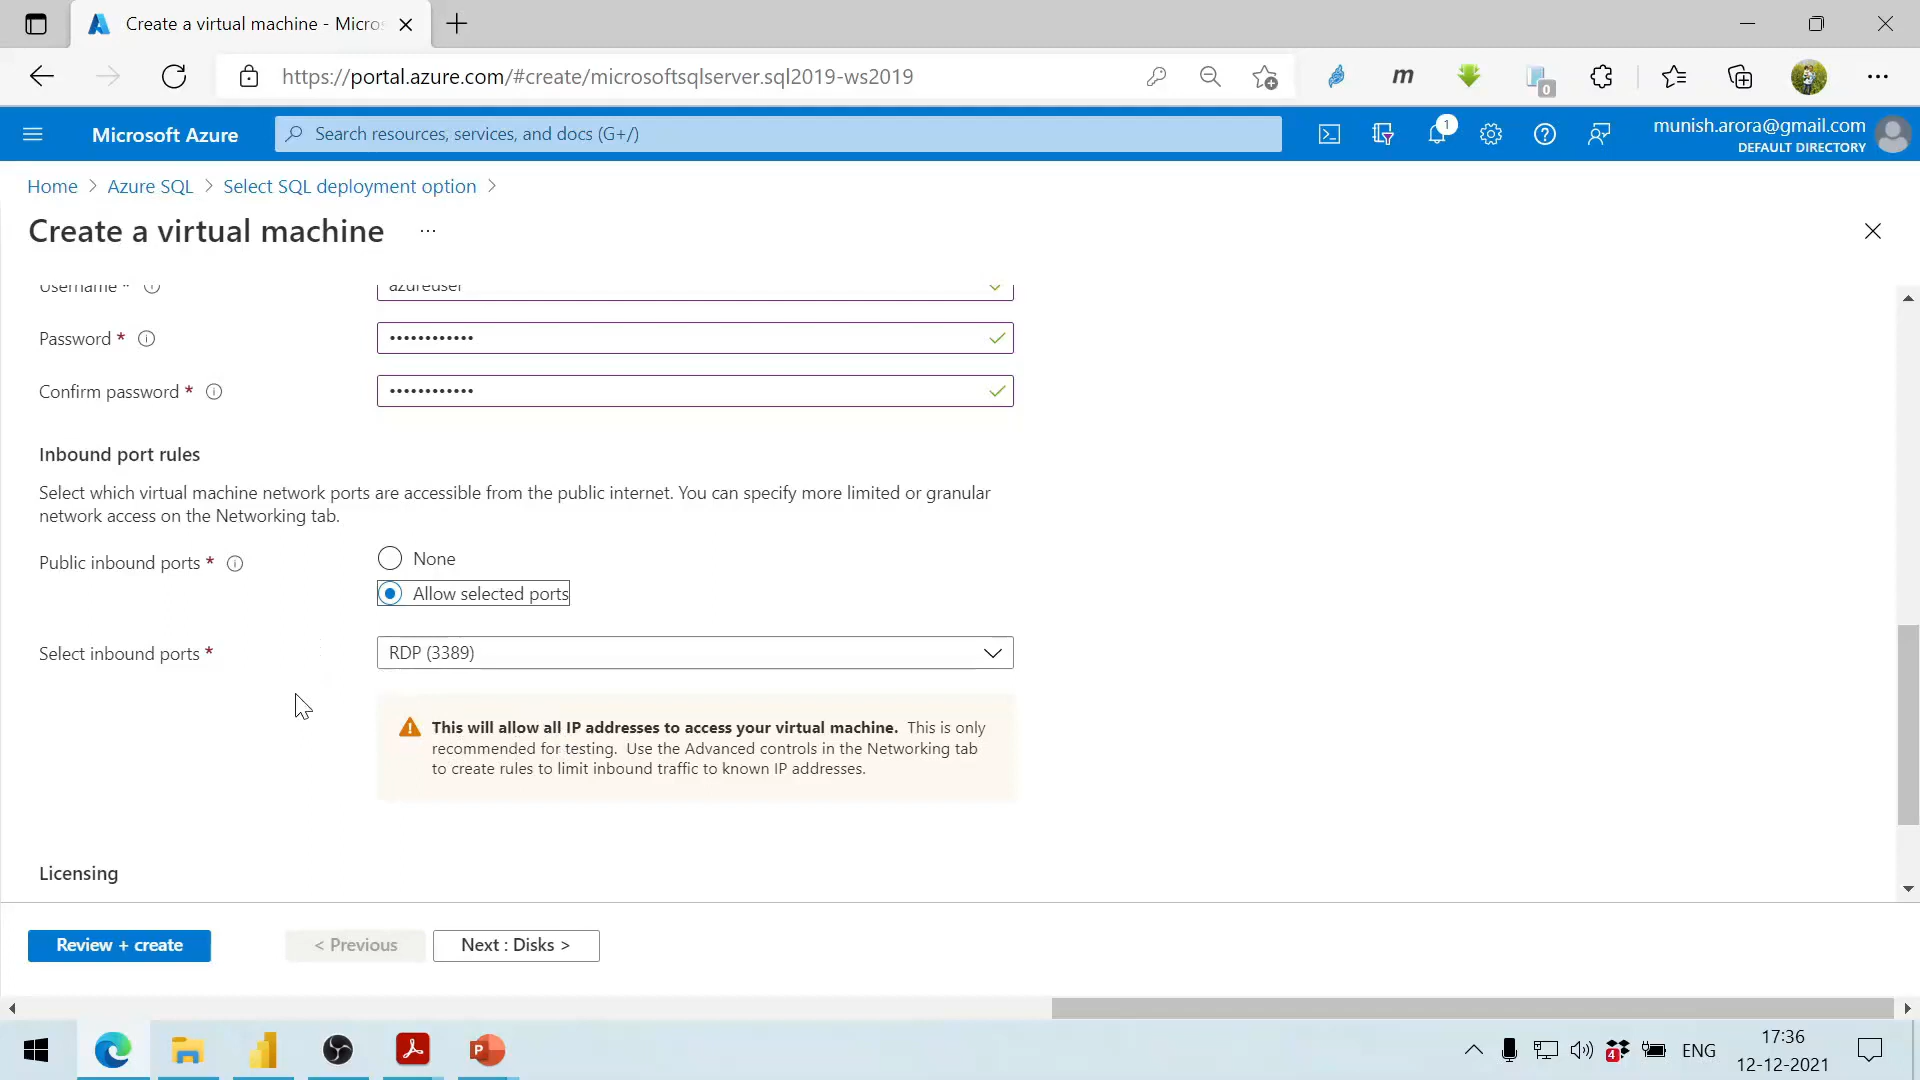 Create a virtual machine - Micros
https://portal.azure.com/#create/microsoftsqlserver.sql2019-ws2019
m
0
Microsoft Azure
Search resources, services, and docs (G+/)
1
munish.arora@gmail.com
DEFAULT DIRECTORY
Home > Azure SQL > Select SQL deployment option >
Create a virtual machine ...
Username *
azureuser
Password *
••••••••••••
Confirm password *
••••••••••••
Inbound port rules
Select which virtual machine network ports are accessible from the public internet. You can specify more limited or granular
network access on the Networking tab.
Public inbound ports *
None
Allow selected ports
Select inbound ports *
RDP (3389)
This will allow all IP addresses to access your virtual machine. This is only
recommended for testing. Use the Advanced controls in the Networking tab
to create rules to limit inbound traffic to known IP addresses.
Licensing
Review + create
< Previous
Next : Disks >
P
4
ENG
17:36
12-12-2021